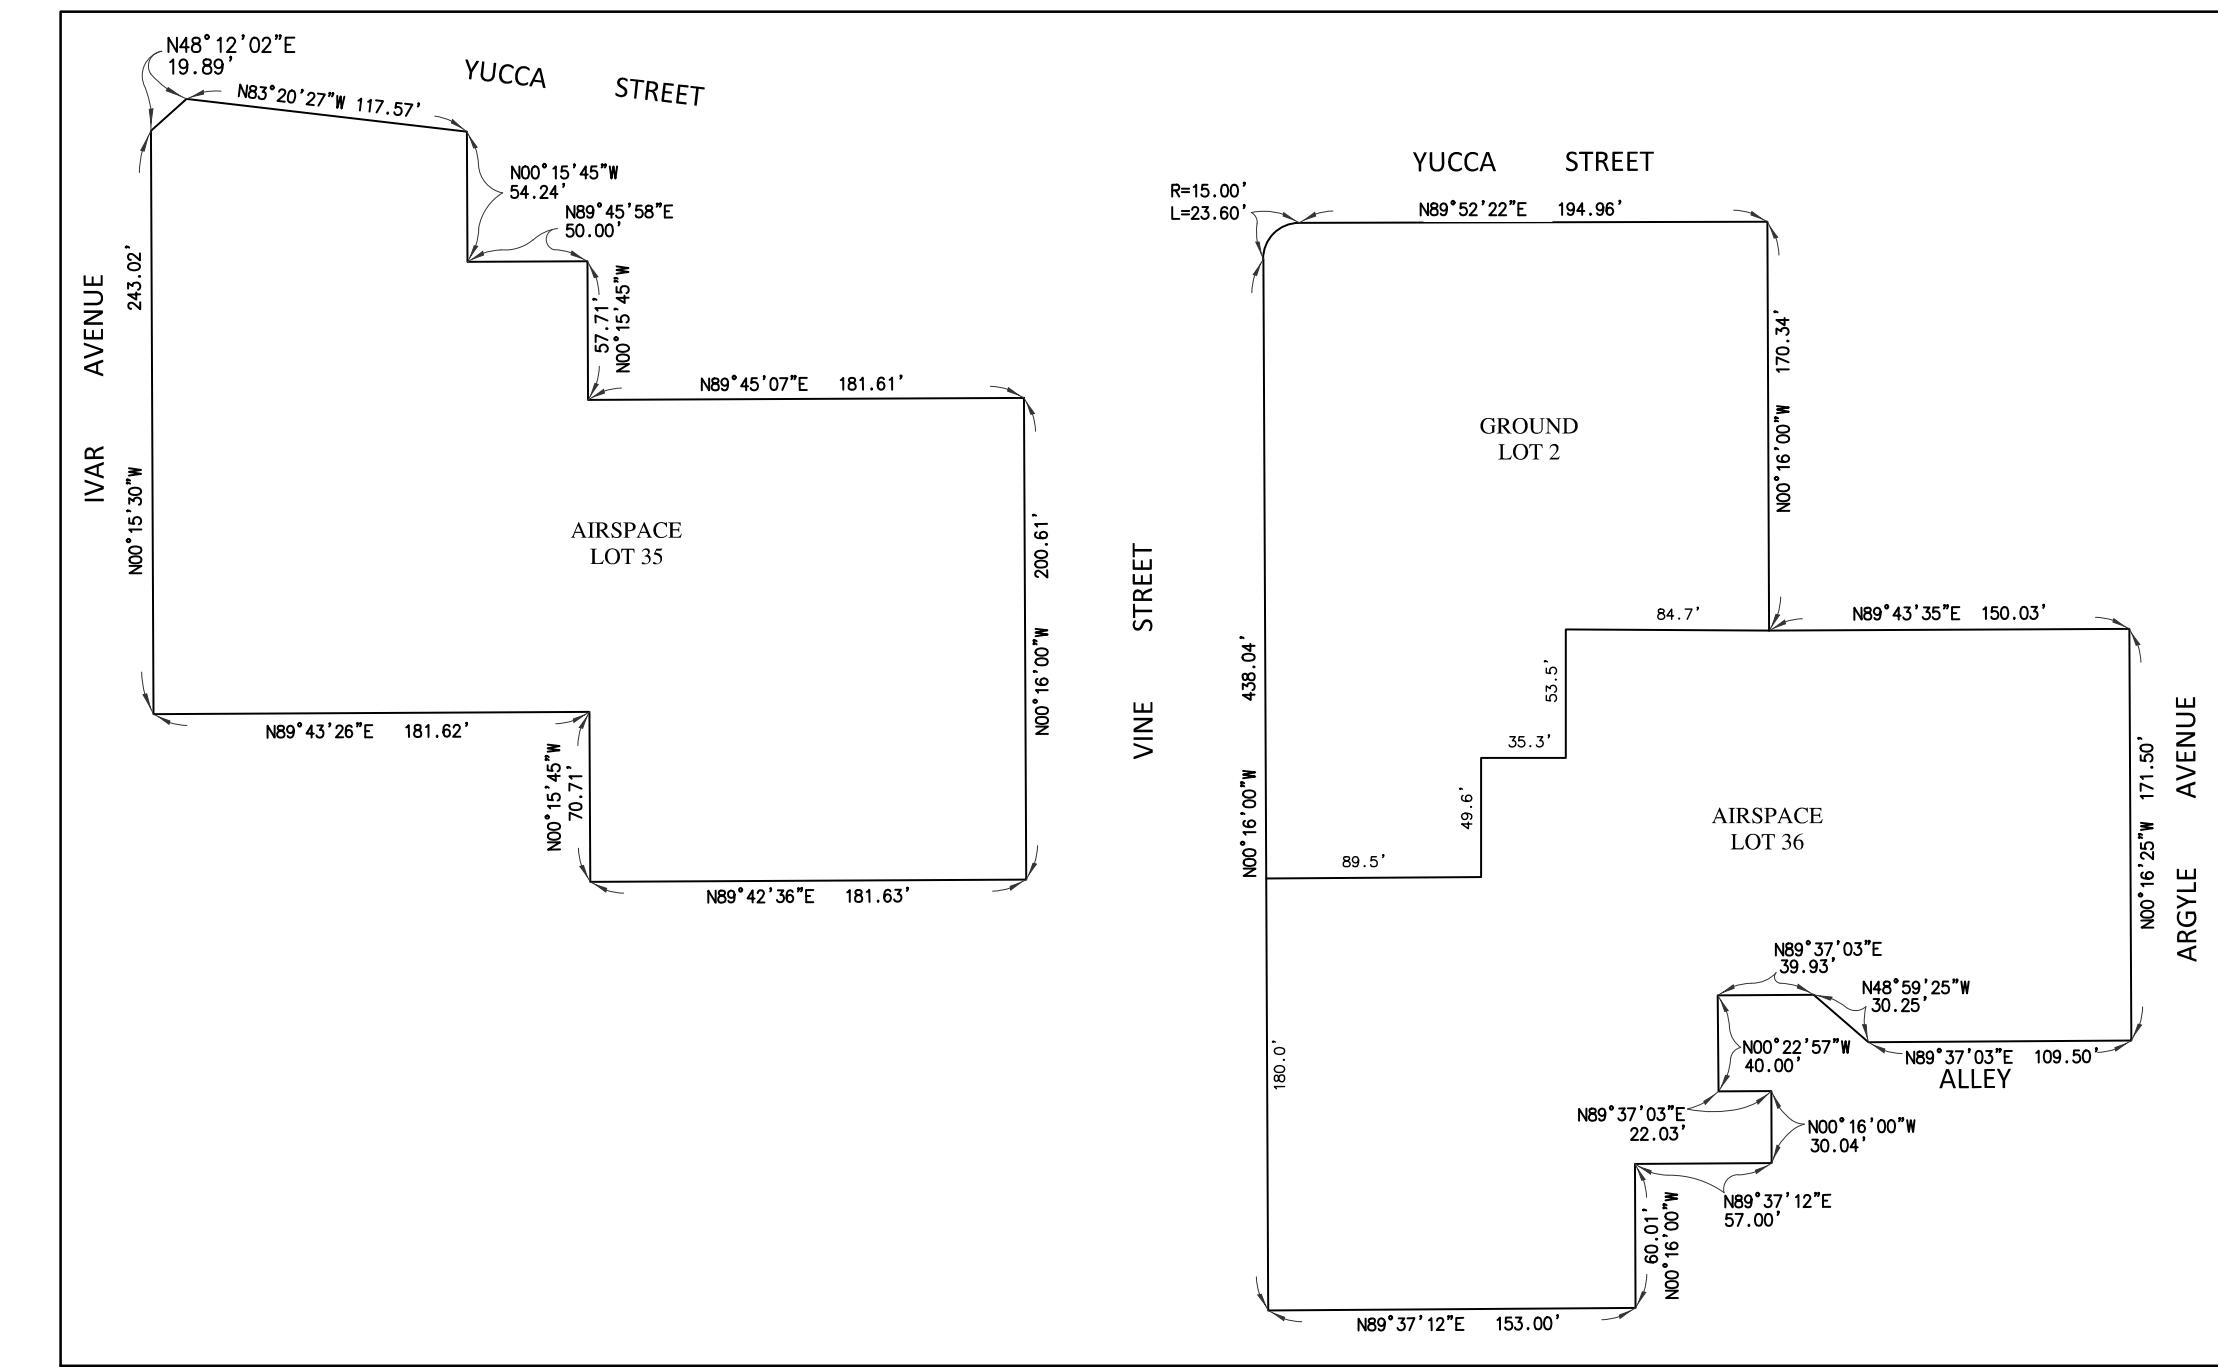 N48°12'02"E
19.89'
N83°20'27"W 117.57'
YUCCA STREET
N00°15'45"W
54.24'
N89°45'58"E
50.00'
57.71'
N00°15'45"W
243.02'
N00°15'30"W
IVAR AVENUE
N89°45'07"E 181.61'
AIRSPACE
LOT 35
200.61'
N00°16'00"W
N89°43'26"E 181.62'
N00°15'45"W
70.71'
N89°42'36"E 181.63'
VINE STREET
YUCCA STREET
R=15.00'
L=23.60'
N89°52'22"E 194.96'
N00°16'00"W 170.34'
GROUND
LOT 2
84.7'
N89°43'35"E 150.03'
53.5'
35.3'
49.6'
89.5'
N00°16'00"W 438.04'
AIRSPACE
LOT 36
N00°16'25"W 171.50'
ARGYLE AVENUE
N89°37'03"E
39.93'
N48°59'25"W
30.25'
N00°22'57"W
40.00'
N89°37'03"E 109.50'
ALLEY
180.0'
N89°37'03"E
22.03'
N00°16'00"W
30.04'
N89°37'12"E
57.00'
60.01'
N00°16'00"W
N89°37'12"E 153.00'